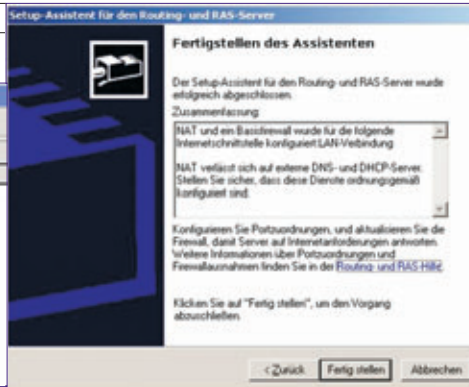 Setup-Assistent für den Routing- und RAS-Server
Fertigstellen des Assistenten
Der Setup-Assistent für den Routing- und RAS-Server wurde
erfolgreich abgeschlossen.
Zusammenfassung:
NAT und ein Basisfirewall wurde für die folgende
Internetschnittstelle konfiguriert:LAN-Verbindung
NAT verlässt sich auf externe DNS- und DHCP-Server.
Stellen Sie sicher, dass diese Dienste ordnungsgemäß
konfiguriert sind.
Konfigurieren Sie Portzuordnungen, und aktualisieren Sie die
Firewall, damit Server auf Internetanforderungen antworten.
Weitere Informationen über Portzuordnungen und
Firewallausnahmen finden Sie in der Routing- und RAS-Hilfe.
Klicken Sie auf "Fertig stellen", um den Vorgang
abzuschließen.
< Zurück Fertig stellen Abbrechen